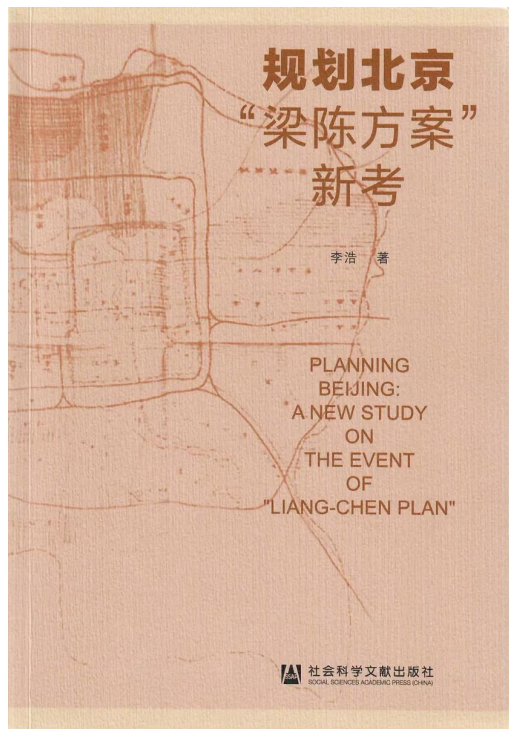 规划北京
“梁陈方案”
新考
李浩 著
PLANNING
BEIJING:
A NEW STUDY
ON
THE EVENT
OF
"LIANG-CHEN PLAN"
SSAP
社会科学文献出版社
SOCIAL SCIENCES ACADEMIC PRESS (CHINA)